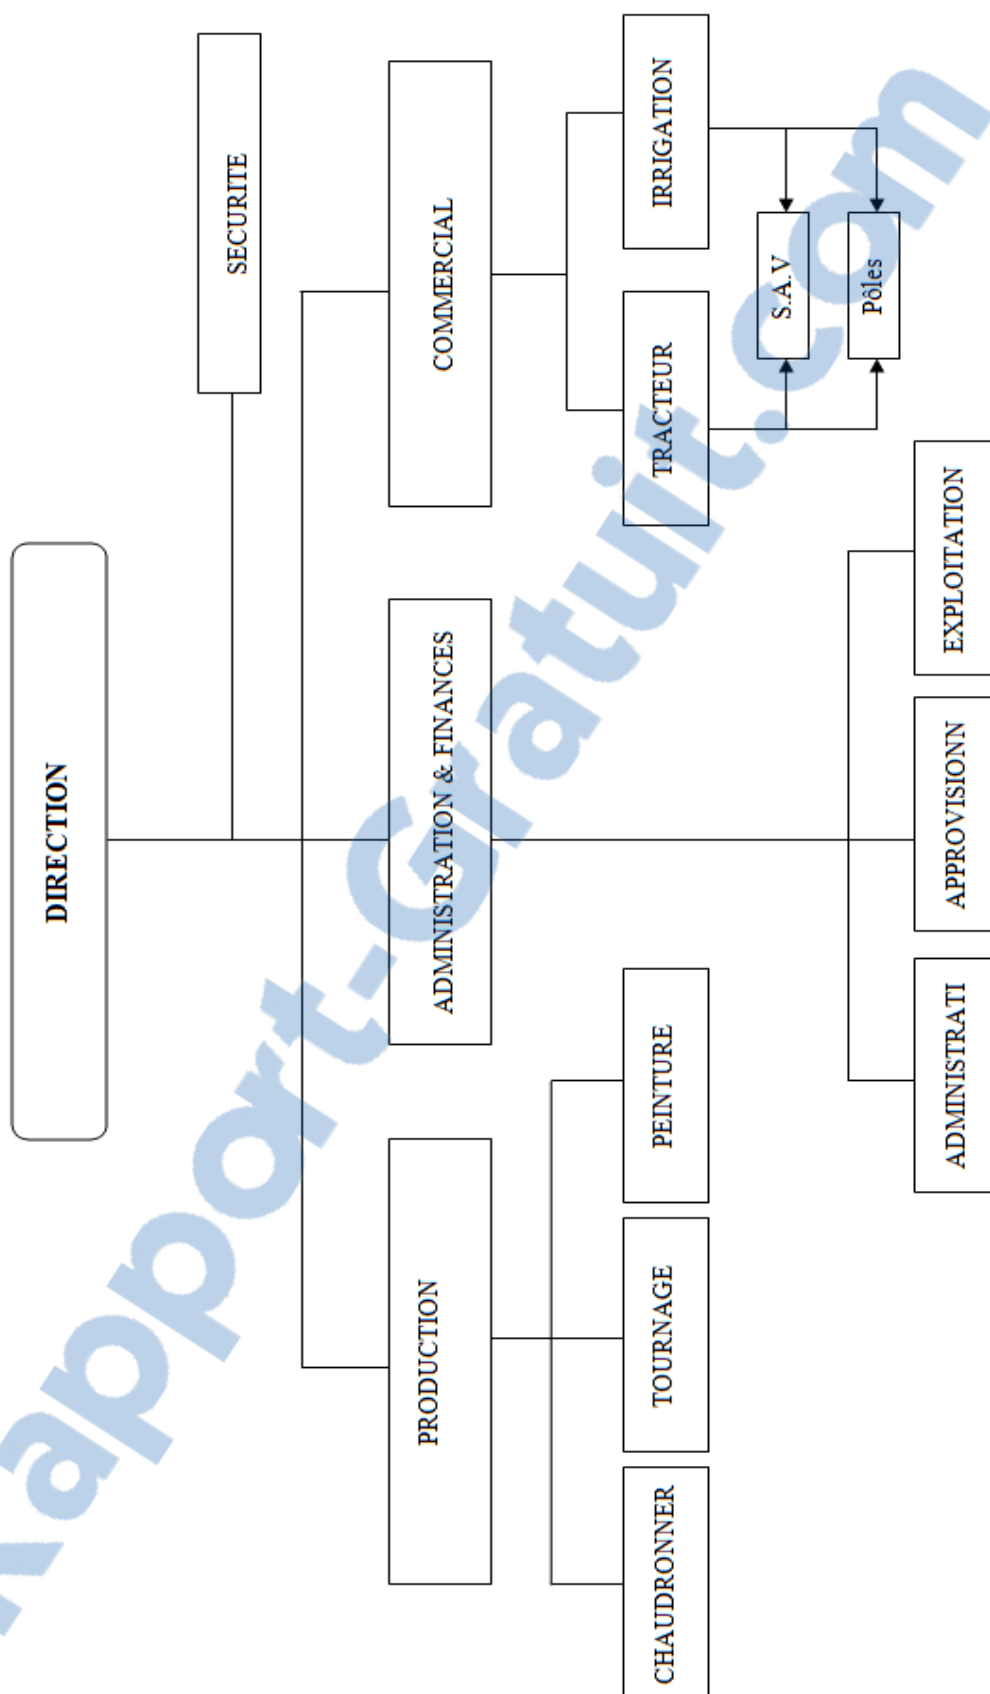 DIRECTION
SECURITE
PRODUCTION
ADMINISTRATION & FINANCES
COMMERCIAL
CHAUDRONNER
TOURNAGE
PEINTURE
TRACTEUR
IRRIGATION
S.A.V
Pôles
ADMINISTRATI
APPROVISIONN
EXPLOITATION
Rapport-Gratuit.com